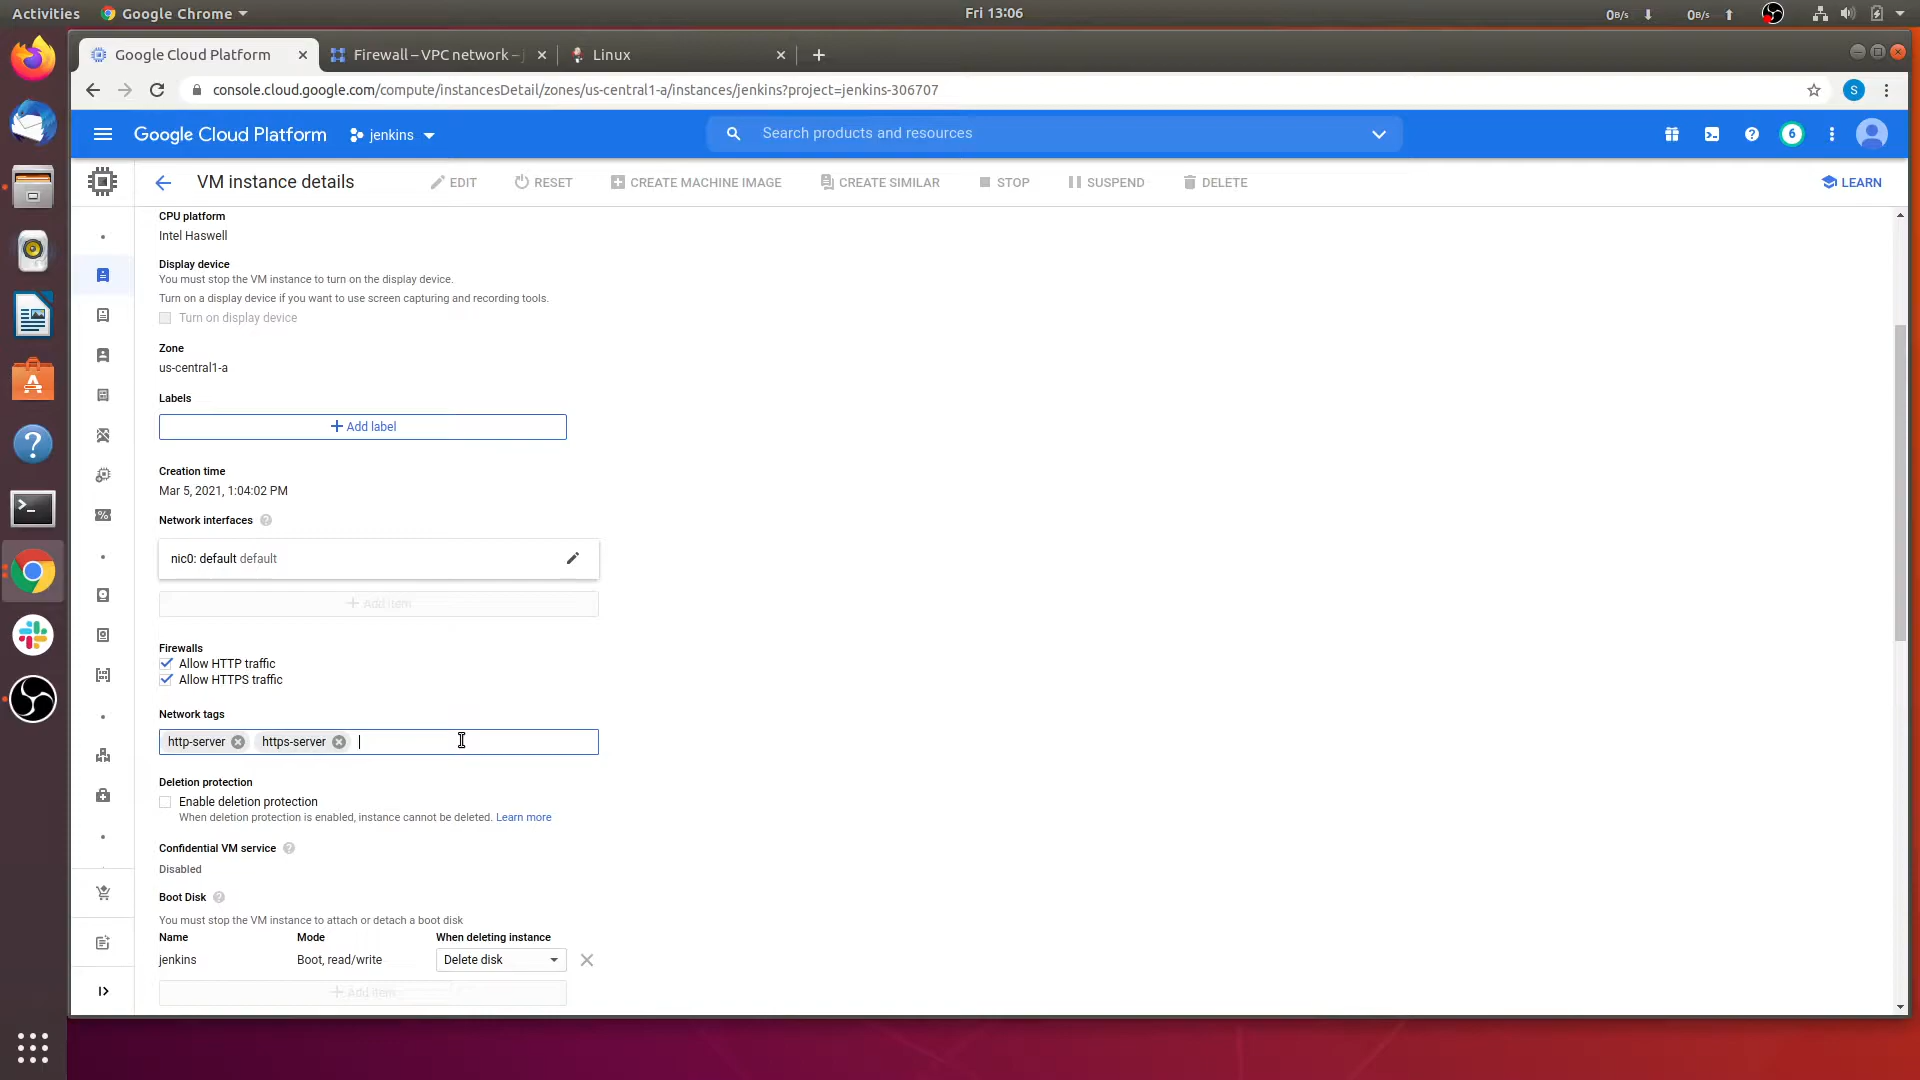 Activities
Google Chrome
Fri 13:06
0B/s
0B/s
Google Cloud Platform
Firewall – VPC network –
Linux
console.cloud.google.com/compute/instancesDetail/zones/us-central1-a/instances/jenkins?project=jenkins-306707
S
Google Cloud Platform
jenkins
Search products and resources
6
VM instance details
EDIT
RESET
CREATE MACHINE IMAGE
CREATE SIMILAR
STOP
SUSPEND
DELETE
LEARN
CPU platform
Intel Haswell
Display device
You must stop the VM instance to turn on the display device.
Turn on a display device if you want to use screen capturing and recording tools.
Turn on display device
Zone
us-central1-a
Labels
+ Add label
Creation time
Mar 5, 2021, 1:04:02 PM
Network interfaces
nic0: default default
+ Add item
Firewalls
Allow HTTP traffic
Allow HTTPS traffic
Network tags
http-server
https-server
Deletion protection
Enable deletion protection
When deletion protection is enabled, instance cannot be deleted. Learn more
Confidential VM service
Disabled
Boot Disk
You must stop the VM instance to attach or detach a boot disk
Name Mode When deleting instance
jenkins Boot, read/write Delete disk
+ Add item